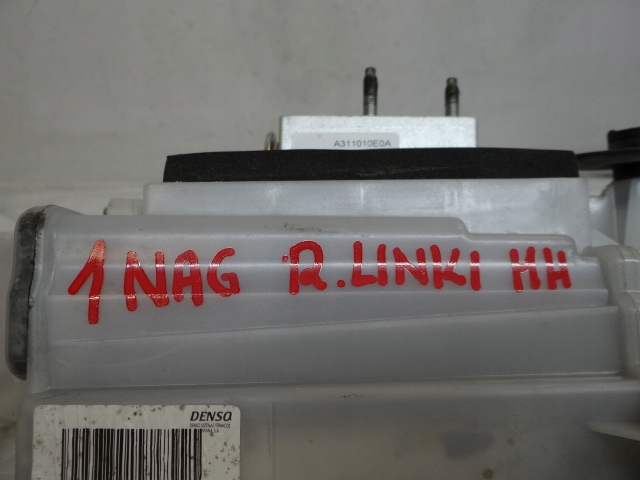 A311010E0A
1 NAG R.LINKI HH
DENSO